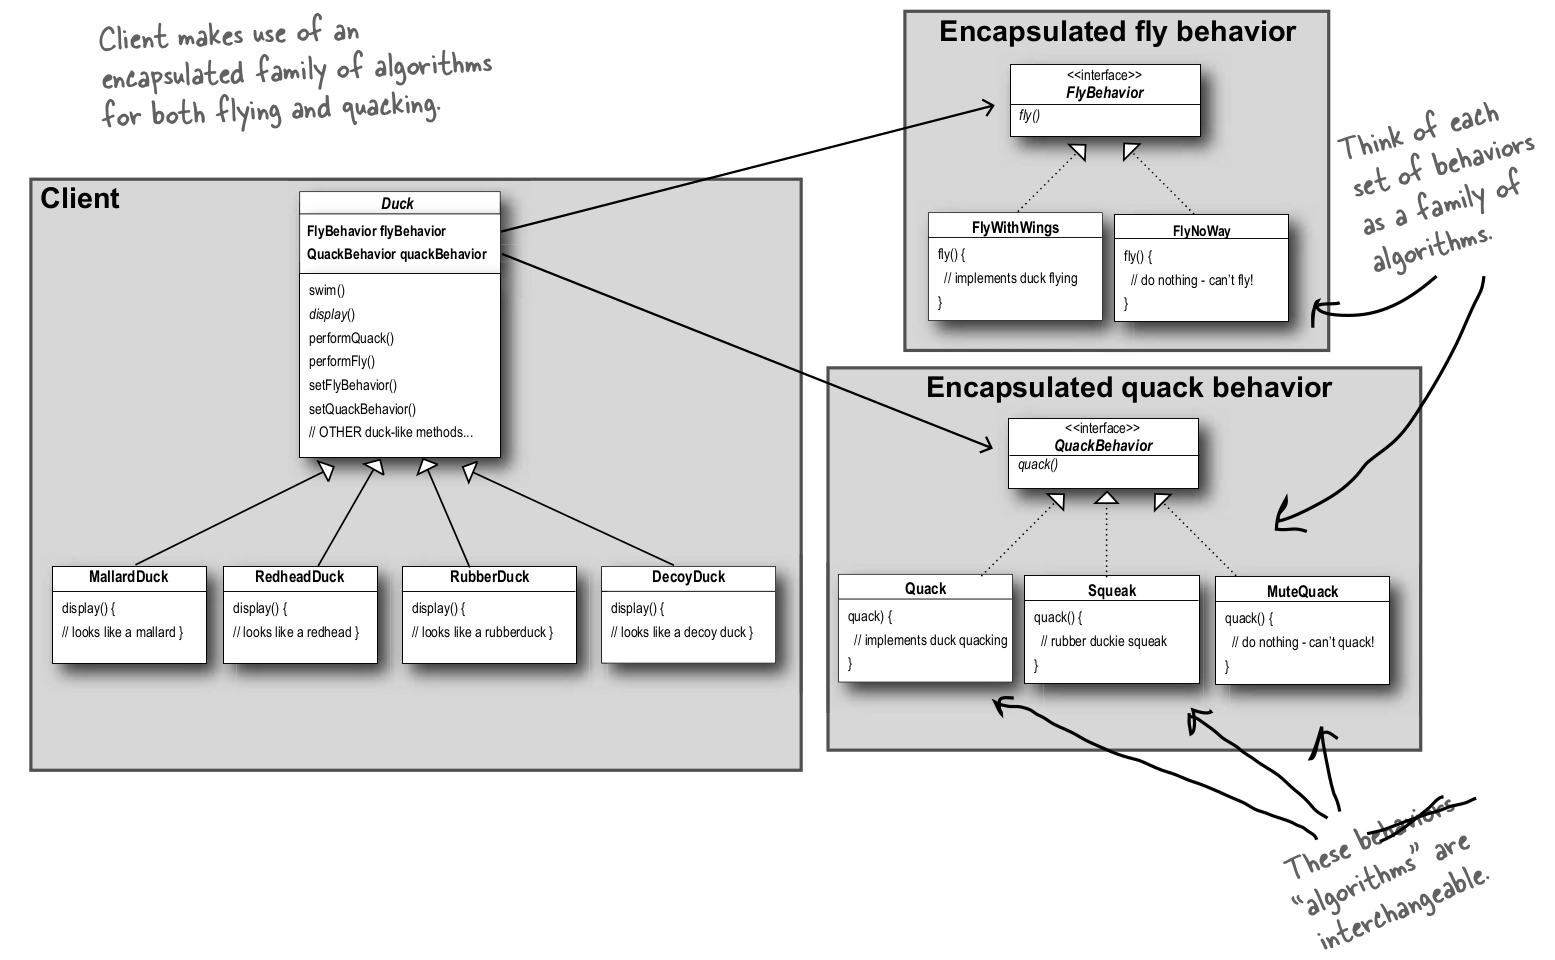 Client makes use of an
encapsulated family of algorithms
for both flying and quacking.
Client
Duck
FlyBehavior flyBehavior
QuackBehavior quackBehavior
swim()
display()
performQuack()
performFly()
setFlyBehavior()
setQuackBehavior()
// OTHER duck-like methods...
MallardDuck
display() {
// looks like a mallard }
RedheadDuck
display() {
// looks like a redhead }
RubberDuck
display() {
// looks like a rubberduck }
DecoyDuck
display() {
// looks like a decoy duck }
Encapsulated fly behavior
<<interface>>
FlyBehavior
fly()
FlyWithWings
fly() {
// implements duck flying
}
FlyNoWay
fly() {
// do nothing - can't fly!
}
Think of each
set of behaviors
as a family of
algorithms.
Encapsulated quack behavior
<<interface>>
QuackBehavior
quack()
Quack
quack) {
// implements duck quacking
}
Squeak
quack() {
// rubber duckie squeak
}
MuteQuack
quack() {
// do nothing - can't quack!
}
These behaviors
“algorithms” are
interchangeable.